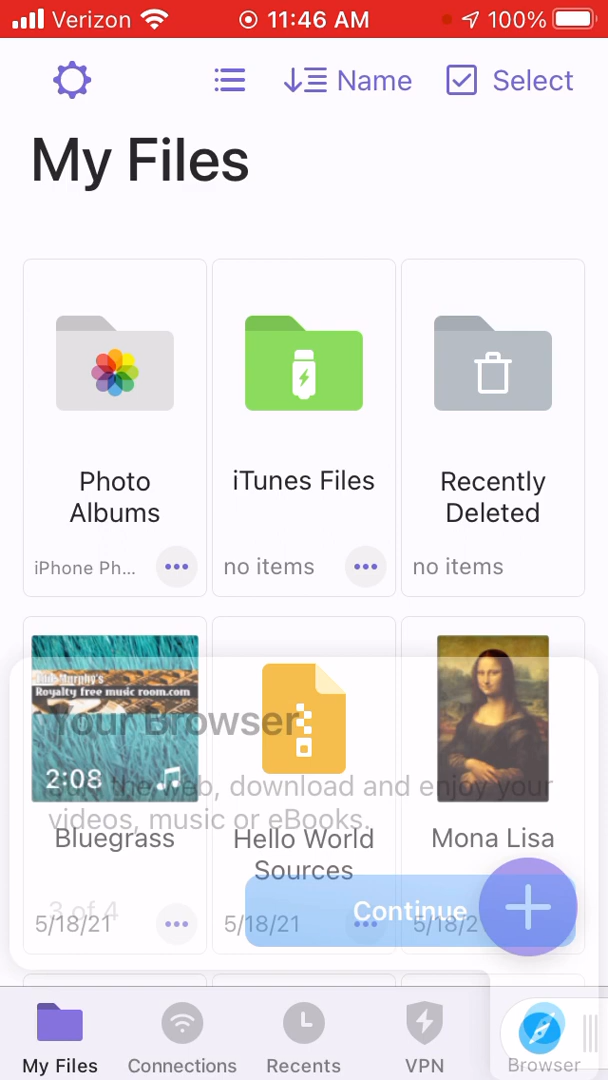 Verizon 11:46 AM 100%
Name Select
My Files
Photo Albums
iTunes Files
Recently Deleted
iPhone Ph...
no items
no items
Royalty free music room.com
2:08
Your Browser
the web, download and enjoy your
videos, music or eBooks.
Bluegrass
Hello World Sources
Mona Lisa
3 of 4
Continue
5/18/21
5/18/21
5/18/2
My Files Connections Recents VPN Browser